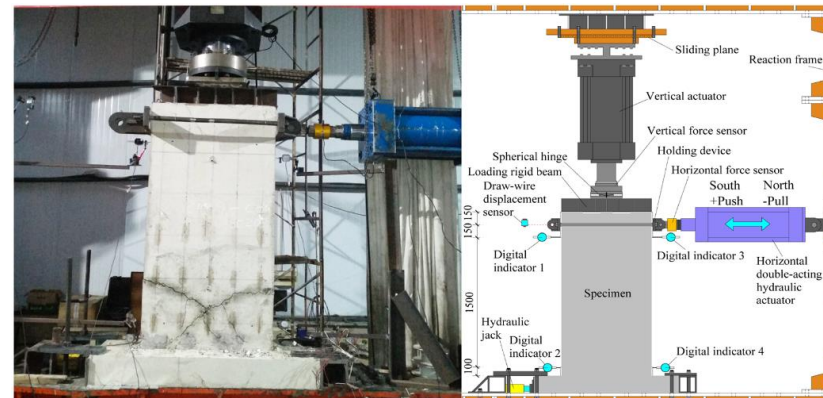 Sliding plane
Reaction frame
Vertical actuator
Vertical force sensor
Spherical hinge
Holding device
Loading rigid beam
Horizontal force sensor
Draw-wire
displacement
sensor
South
+Push
North
-Pull
150
150
Digital indicator 1
Digital indicator 3
Horizontal
double-acting
hydraulic
actuator
Specimen
1500
Hydraulic
jack
Digital
indicator 2
Digital indicator 4
100